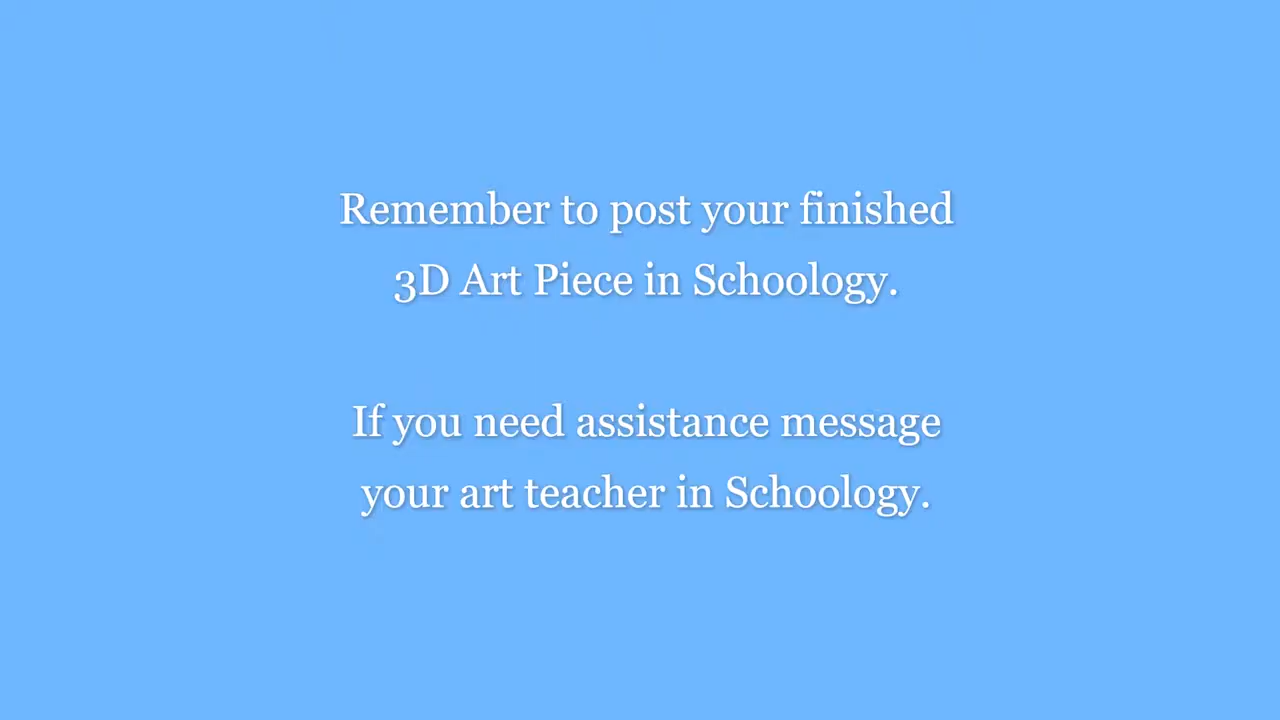 Remember to post your finished
3D Art Piece in Schoology.
If you need assistance message
your art teacher in Schoology.